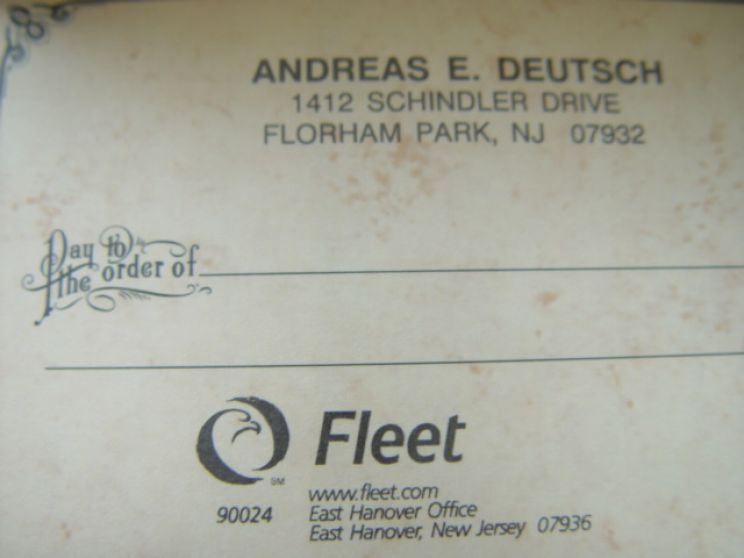 ANDREAS E. DEUTSCH
1412 SCHINDLER DRIVE
FLORHAM PARK, NJ 07932
Pay to
the order of
Fleet
SM
www.fleet.com
90024 East Hanover Office
East Hanover, New Jersey 07936